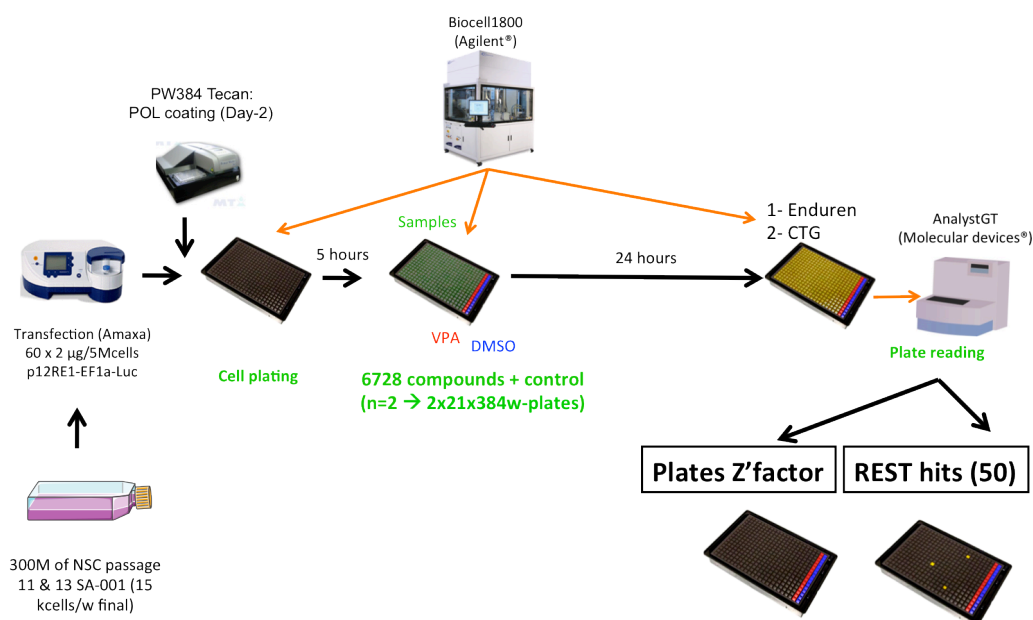 Biocell1800
(Agilent®)
PW384 Tecan:
POL coating (Day-2)
Samples
1- Enduren
2- CTG
AnalystGT
(Molecular devices®)
5 hours
24 hours
Transfection (Amaxa)
60 x 2 µg/5Mcells
p12RE1-EF1a-Luc
VPA
DMSO
Cell plating
6728 compounds + control
(n=2 → 2x21x384w-plates)
Plate reading
Plates Z’factor
REST hits (50)
300M of NSC passage
11 & 13 SA-001 (15
kcells/w final)